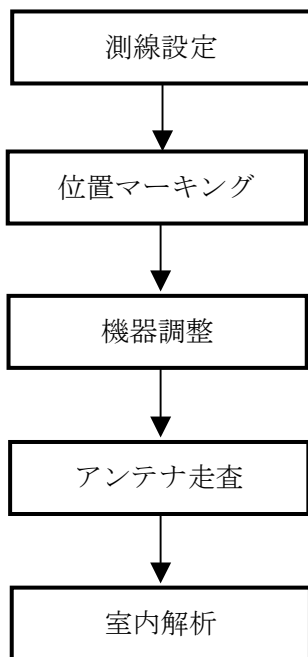 測線設定
位置マーキング
機器調整
アンテナ走査
室内解析